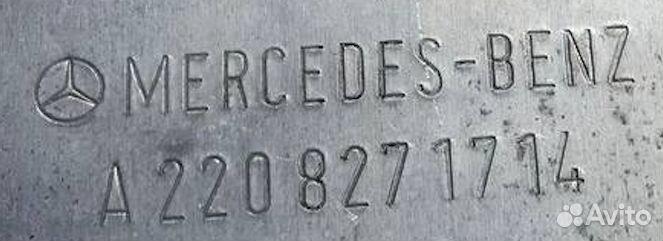 MERCEDES-BENZ
A 220 827 17 14
Avito